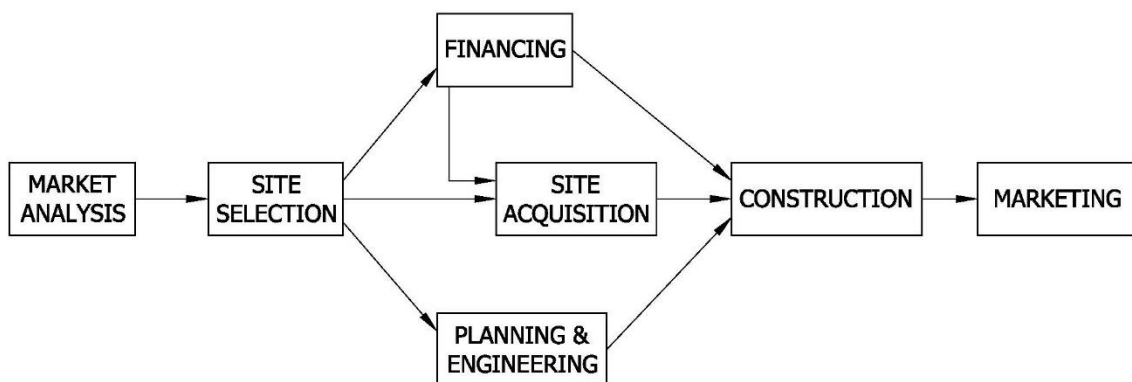 FINANCING
MARKET
ANALYSIS
SITE
SELECTION
SITE
ACQUISITION
CONSTRUCTION
MARKETING
PLANNING &
ENGINEERING